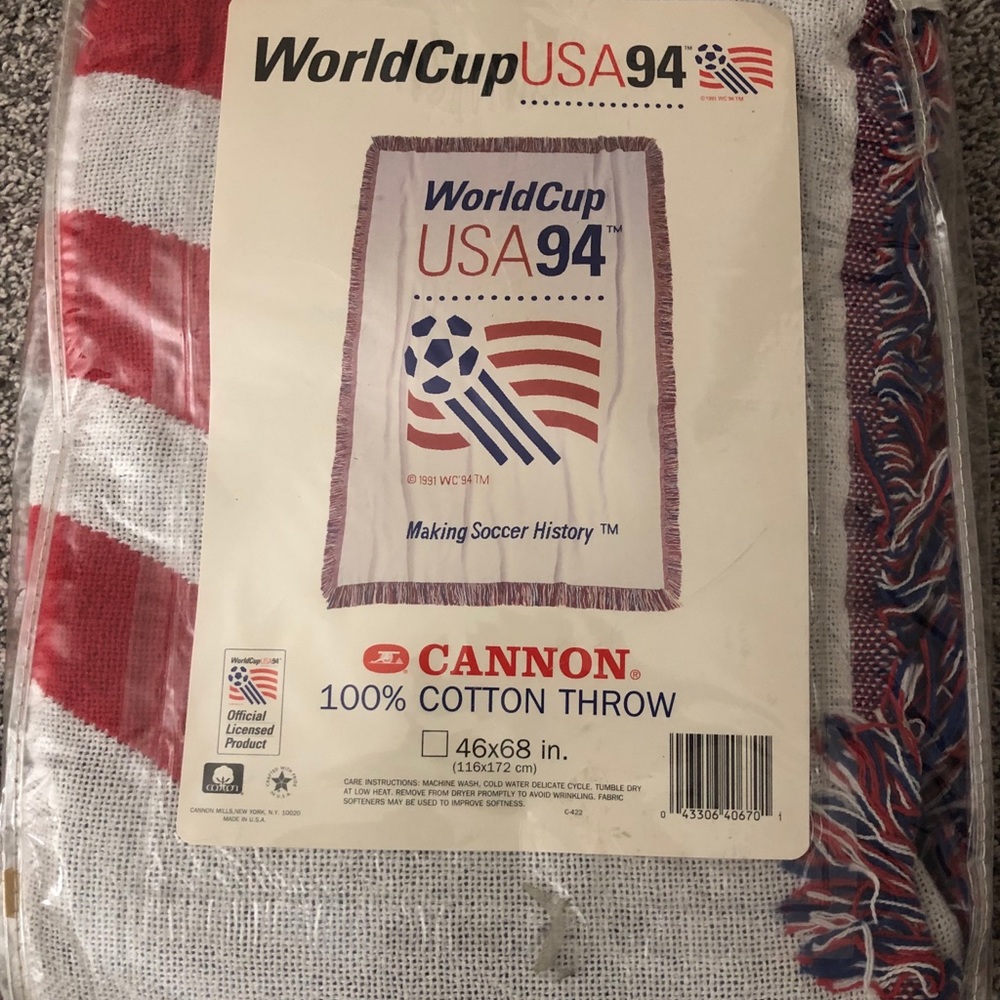 WorldCupUSA94™
©1991 WC'94 TM
WorldCup
USA94™
© 1991 WC'94 TM
Making Soccer History ™
CANNON®
100% COTTON THROW
46x68 in.
(116x172 cm)
CARE INSTRUCTIONS: MACHINE WASH, COLD WATER DELICATE CYCLE. TUMBLE DRY
AT LOW HEAT. REMOVE FROM DRYER PROMPTLY TO AVOID WRINKLING. FABRIC
SOFTENERS MAY BE USED TO IMPROVE SOFTNESS.
C-422
WorldCupUSA94™
Official
Licensed
Product
COTTON
CANNON MILLS, NEW YORK, N.Y. 10020
MADE IN U.S.A.
0 43306 40670 1